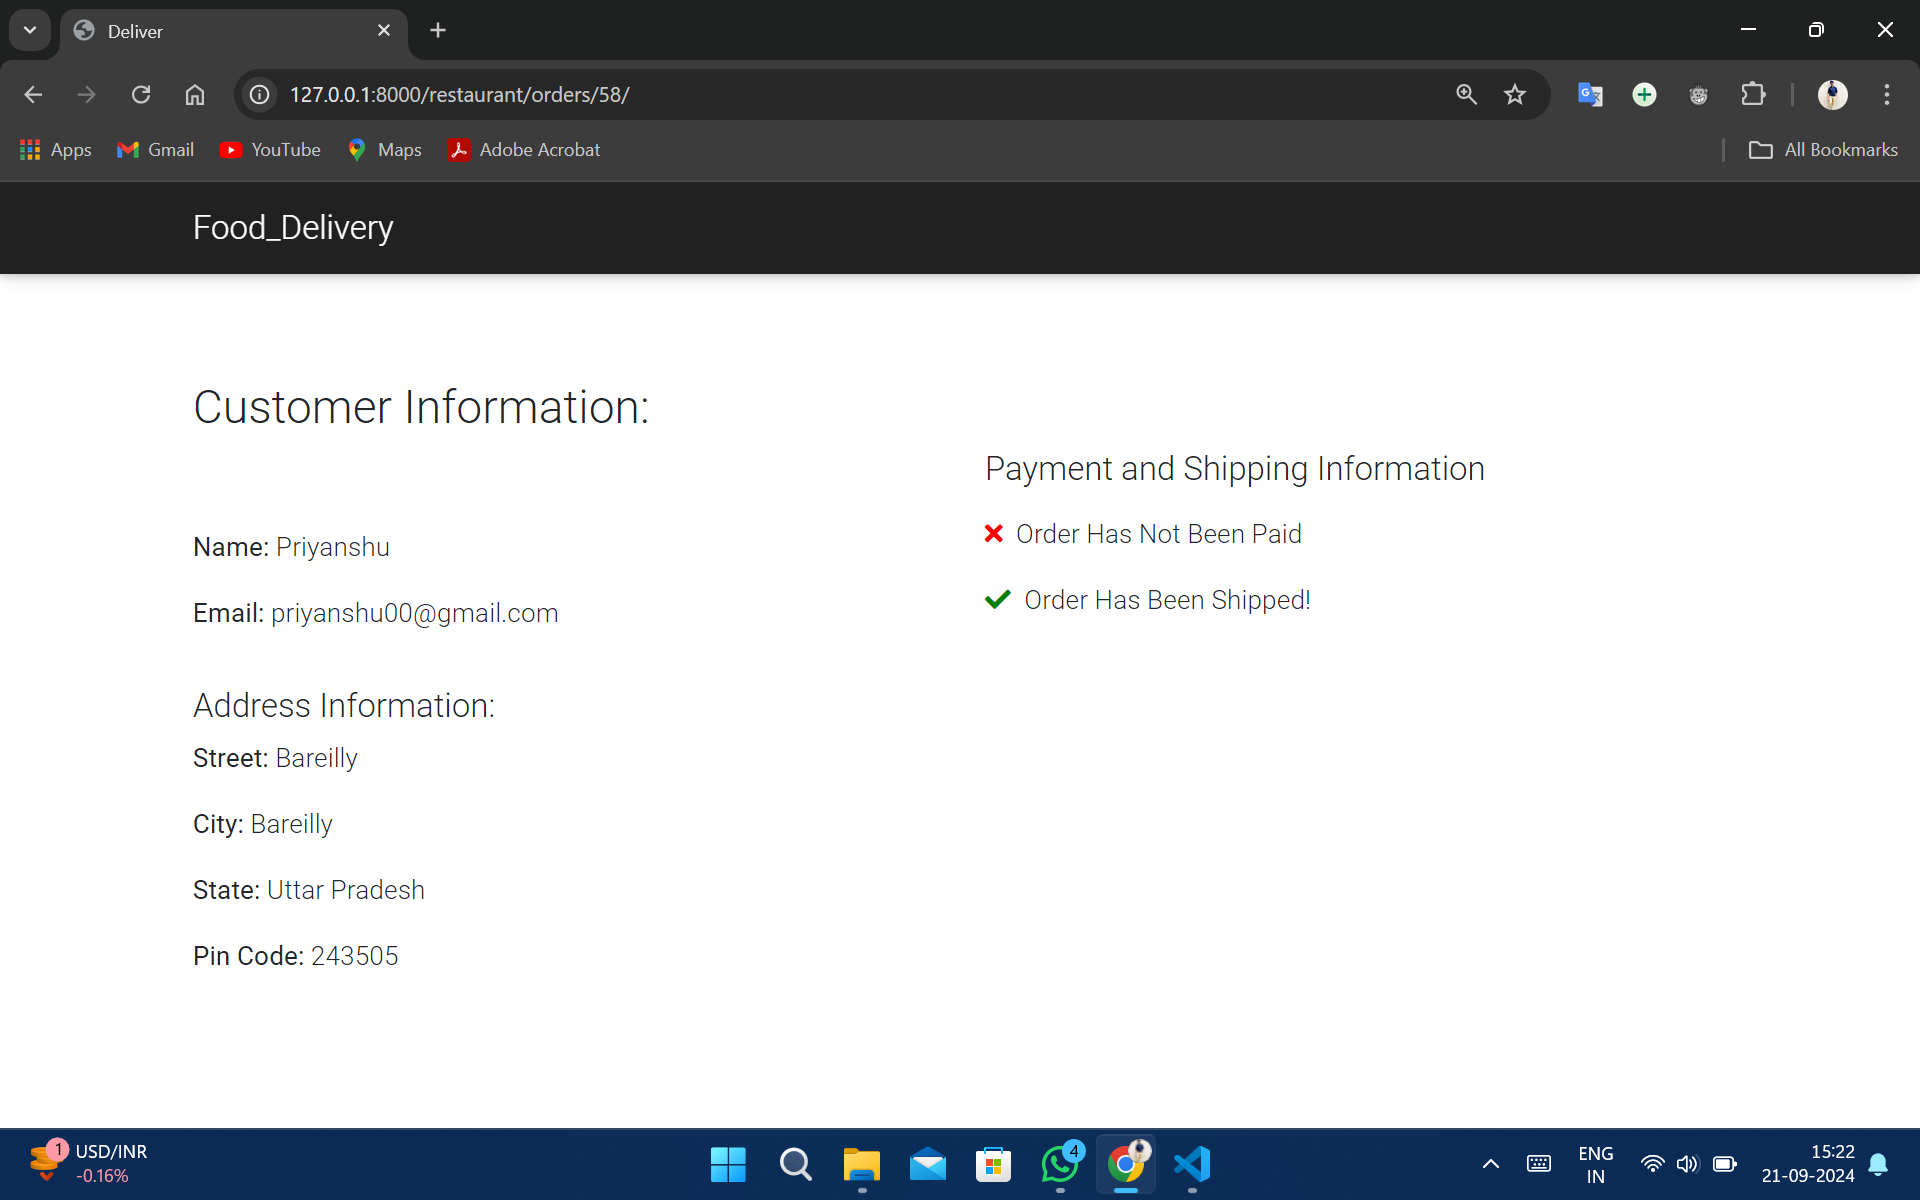 Deliver
127.0.0.1:8000/restaurant/orders/58/
Apps
Gmail
YouTube
Maps
Adobe Acrobat
All Bookmarks
Food_Delivery
Customer Information:
Payment and Shipping Information
Order Has Not Been Paid
Order Has Been Shipped!
Name: Priyanshu
Email: priyanshu00@gmail.com
Address Information:
Street: Bareilly
City: Bareilly
State: Uttar Pradesh
Pin Code: 243505
1
USD/INR
-0.16%
4
ENG
IN
15:22
21-09-2024